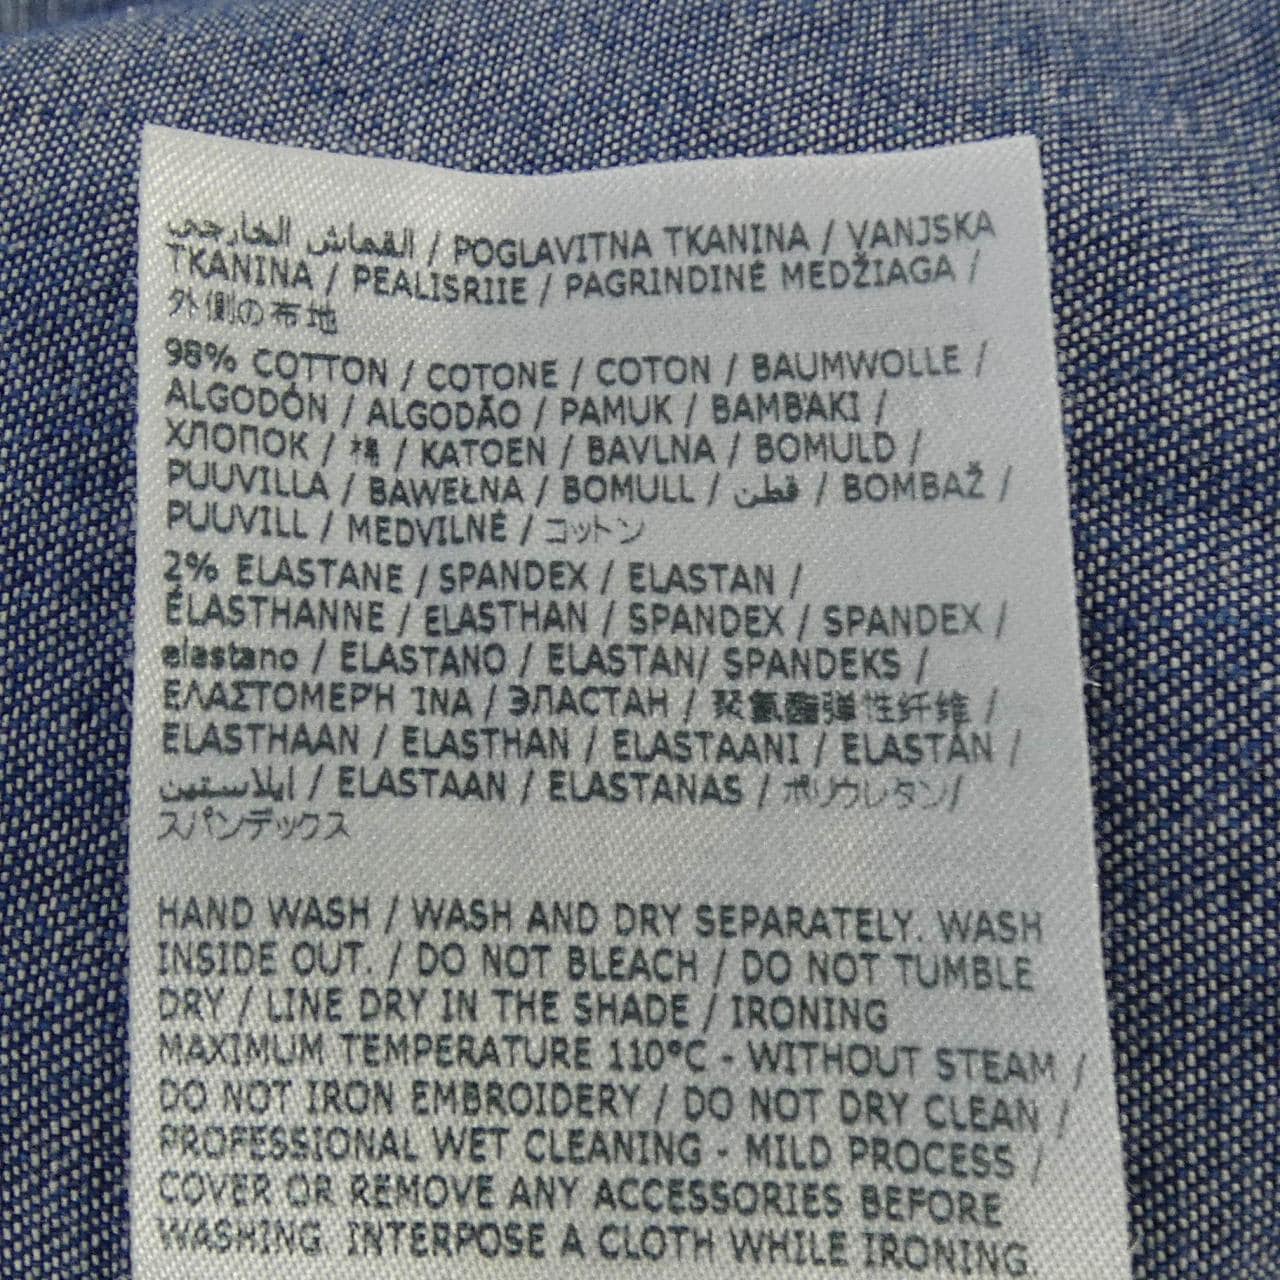 القماش الخارجي / POGLAVITNA TKANINA / VANJSKA
TKANINA / PEALISRIIE / PAGRINDINĖ MEDŽIAGA /
外側の布地
98% COTTON / COTONE / COTON / BAUMWOLLE /
ALGODÓN / ALGODÃO / PAMUK / BAMB'AKI /
ХЛОПОК / 棉 / KATOEN / BAVLNA / BOMULD /
PUUVILLA / BAWEŁNA / BOMULL / قطن / BOMBAŽ /
PUUVILL / MEDVILNĖ / コットン
2% ELASTANE / SPANDEX / ELASTAN /
ÉLASTHANNE / ELASTHAN / SPANDEX / SPANDEX /
elastano / ELASTANO / ELASTAN/ SPANDEKS /
ΕΛΑΣΤΟΜΕΡΉ ΊΝΑ / ЭЛАСТАН / 聚氨酯弹性纤维 /
ELASTHAAN / ELASTHAN / ELASTAANI / ELASTAN /
ايلاستين / ELASTAAN / ELASTANAS / ポリウレタン/
スパンデックス
HAND WASH / WASH AND DRY SEPARATELY. WASH
INSIDE OUT. / DO NOT BLEACH / DO NOT TUMBLE
DRY / LINE DRY IN THE SHADE / IRONING
MAXIMUM TEMPERATURE 110°C - WITHOUT STEAM /
DO NOT IRON EMBROIDERY / DO NOT DRY CLEAN /
PROFESSIONAL WET CLEANING - MILD PROCESS /
COVER OR REMOVE ANY ACCESSORIES BEFORE
WASHING. INTERPOSE A CLOTH WHILE IRONING.